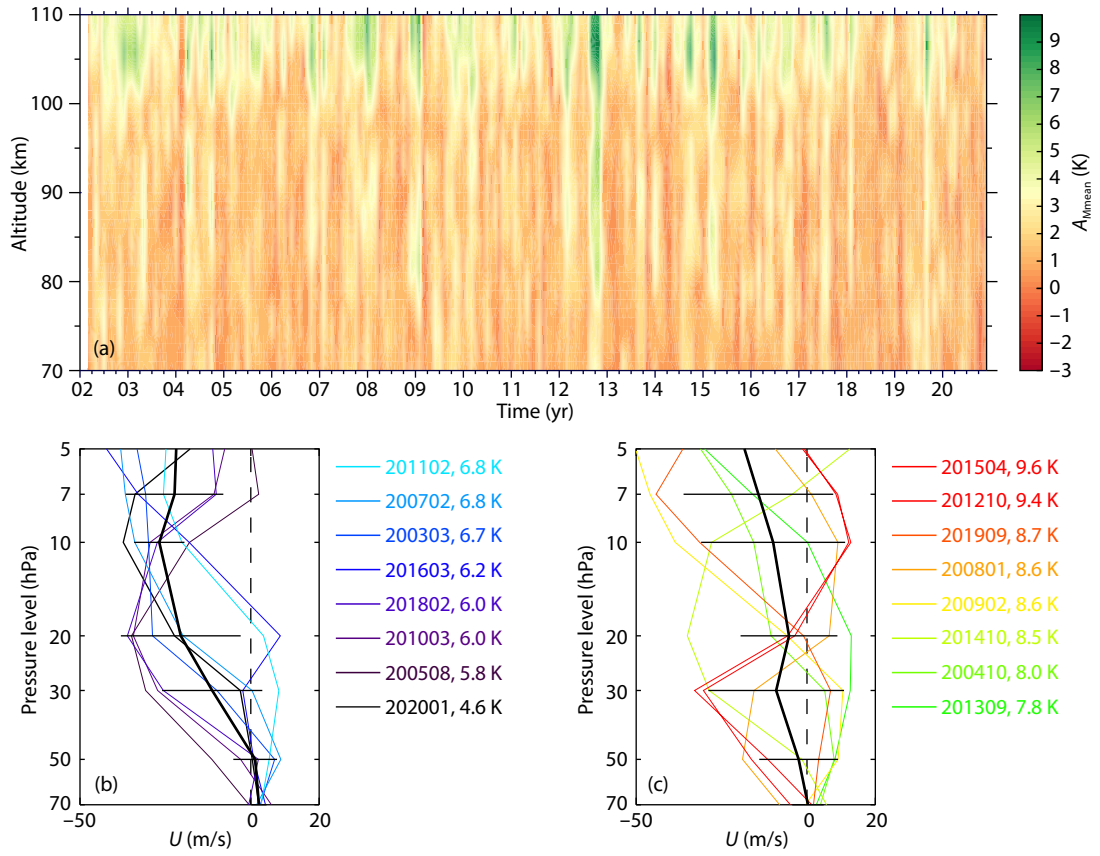 110
100
90
80
70
Altitude (km)
(a)
02 03 04 05 06 07 08 09 10 11 12 13 14 15 16 17 18 19 20
Time (yr)
9
8
7
6
5
4
3
2
1
0
−1
−2
−3
A_Mmean (K)
5
7
10
20
30
50
70
Pressure level (hPa)
(b)
−50 0 20
U (m/s)
201102, 6.8 K
200702, 6.8 K
200303, 6.7 K
201603, 6.2 K
201802, 6.0 K
201003, 6.0 K
200508, 5.8 K
202001, 4.6 K
5
7
10
20
30
50
70
Pressure level (hPa)
(c)
−50 0 20
U (m/s)
201504, 9.6 K
201210, 9.4 K
201909, 8.7 K
200801, 8.6 K
200902, 8.6 K
201410, 8.5 K
200410, 8.0 K
201309, 7.8 K